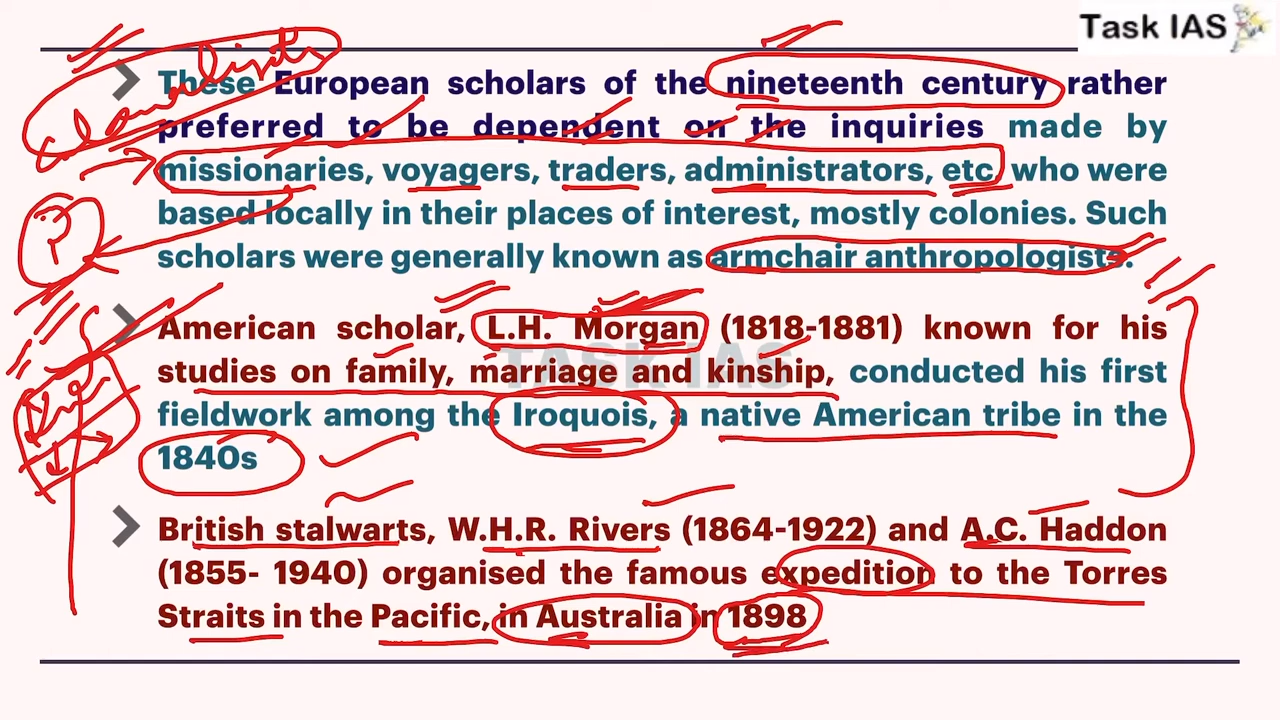 Task IAS
These European scholars of the nineteenth century rather
preferred to be dependent on the inquiries made by
missionaries, voyagers, traders, administrators, etc, who were
based locally in their places of interest, mostly colonies. Such
scholars were generally known as armchair anthropologists.
American scholar, L.H. Morgan (1818-1881) known for his
studies on family, marriage and kinship, conducted his first
fieldwork among the Iroquois, a native American tribe in the
1840s
TASK IAS
British stalwarts, W.H.R. Rivers (1864-1922) and A.C. Haddon
(1855- 1940) organised the famous expedition to the Torres
Straits in the Pacific, in Australia in 1898